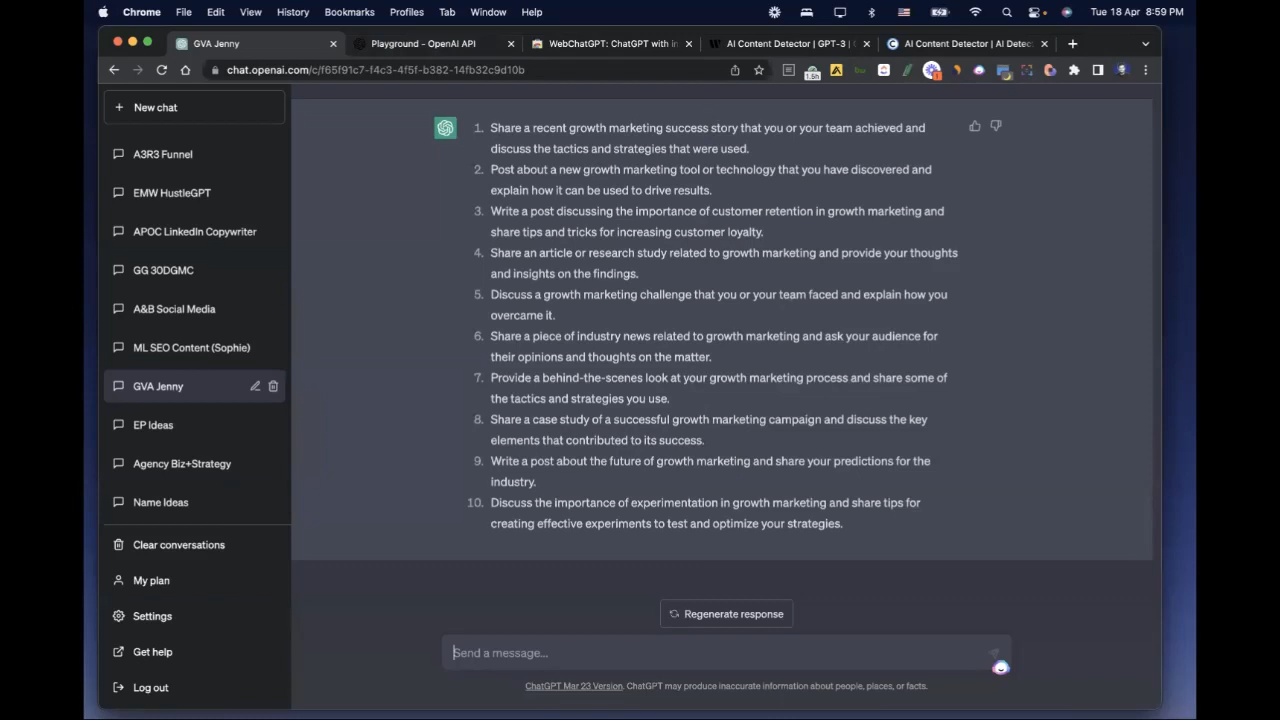 Chrome File Edit View History Bookmarks Profiles Tab Window Help Tue 18 Apr 8:59 PM
GVA Jenny Playground - OpenAI API WebChatGPT: ChatGPT with in AI Content Detector | GPT-3 | AI Content Detector | AI Detec
chat.openai.com/c/f65f91c7-f4c3-4f5f-b382-14fb32c9d10b
1.5h
New chat
A3R3 Funnel
EMW HustleGPT
APOC LinkedIn Copywriter
GG 30DGMC
A&B Social Media
ML SEO Content (Sophie)
GVA Jenny
EP Ideas
Agency Biz+Strategy
Name Ideas
Clear conversations
My plan
Settings
Get help
Log out
1. Share a recent growth marketing success story that you or your team achieved and
discuss the tactics and strategies that were used.
2. Post about a new growth marketing tool or technology that you have discovered and
explain how it can be used to drive results.
3. Write a post discussing the importance of customer retention in growth marketing and
share tips and tricks for increasing customer loyalty.
4. Share an article or research study related to growth marketing and provide your thoughts
and insights on the findings.
5. Discuss a growth marketing challenge that you or your team faced and explain how you
overcame it.
6. Share a piece of industry news related to growth marketing and ask your audience for
their opinions and thoughts on the matter.
7. Provide a behind-the-scenes look at your growth marketing process and share some of
the tactics and strategies you use.
8. Share a case study of a successful growth marketing campaign and discuss the key
elements that contributed to its success.
9. Write a post about the future of growth marketing and share your predictions for the
industry.
10. Discuss the importance of experimentation in growth marketing and share tips for
creating effective experiments to test and optimize your strategies.
Regenerate response
Send a message...
ChatGPT Mar 23 Version. ChatGPT may produce inaccurate information about people, places, or facts.